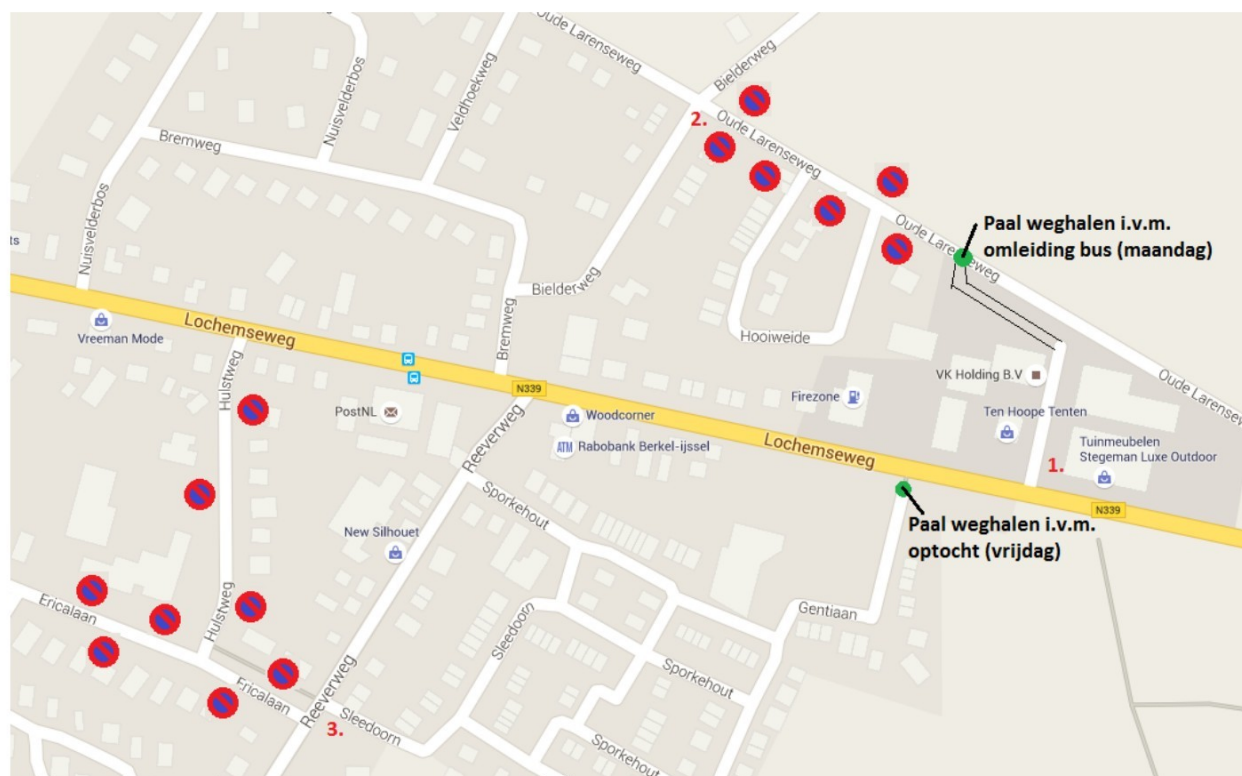 Oude Larenseweg
Bielderweg
Nuisvelderbos
Veldhoekweg
2.
Oude Larenseweg
Bremweg
Nuisvelderbos
ts
Oude Larenseweg
Paal weghalen i.v.m.
omleiding bus (maandag)
Bielderweg
Lochemseweg
Vreeman Mode
Bremweg
Hooiweide
Hulstweg
N339
VK Holding B.V
Oude Larenseweg
PostNL
Woodcorner
Firezone
Ten Hoope Tenten
Reeverweg
Rabobank Berkel-ijssel
ATM
Lochemseweg
Tuinmeubelen
Stegeman Luxe Outdoor
1.
N339
Sporkehout
Paal weghalen i.v.m.
optocht (vrijdag)
New Silhouet
Ericalaan
Hulstweg
Sleedoorn
Gentiaan
Sporkehout
Ericalaan
Reeverweg
Sleedoorn
3.
Sporkehout